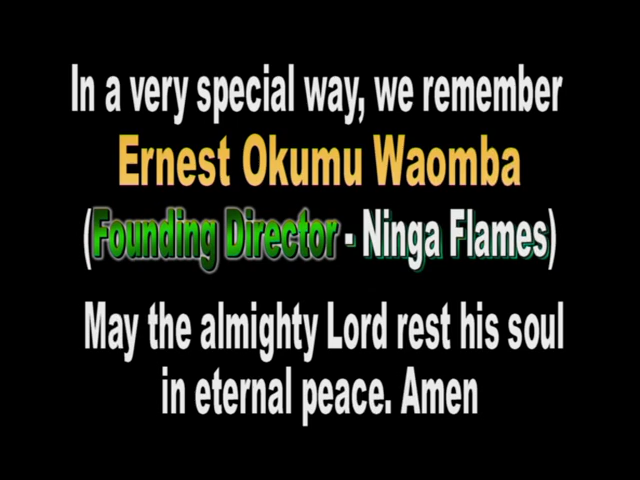 In a very special way, we remember
Ernest Okumu Waomba
(Founding Director - Ninga Flames)
May the almighty Lord rest his soul
in eternal peace. Amen